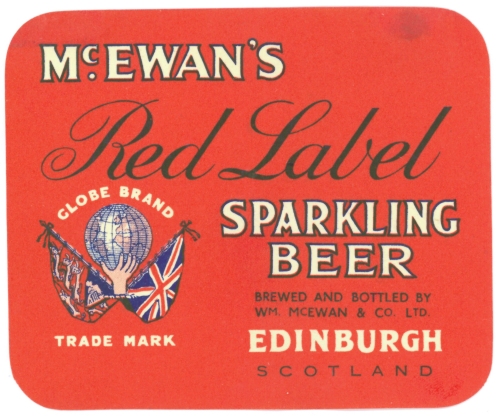 McEWAN'S
Red Label
GLOBE BRAND
TRADE MARK
SPARKLING
BEER
BREWED AND BOTTLED BY
WM. McEWAN & CO. LTD.
EDINBURGH
SCOTLAND